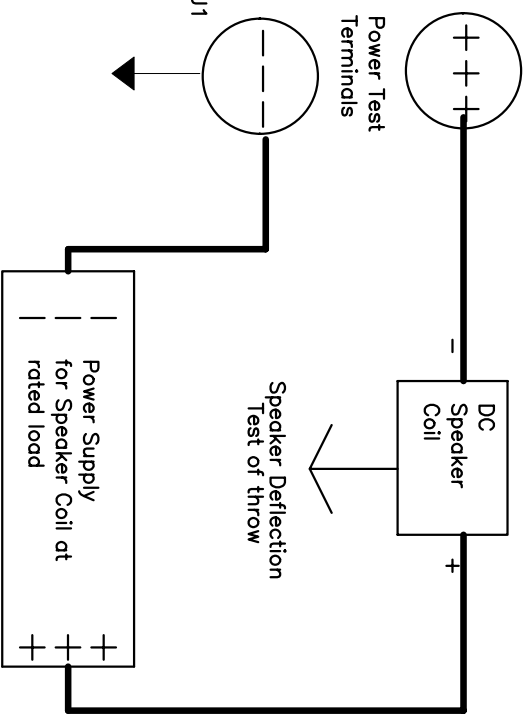 Power Test
Terminals
+ + +
- - -
J1
-
DC
Speaker
Coil
+
Speaker Deflection
Test of throw
- - -
Power Supply
for Speaker Coil at
rated load
+ + +